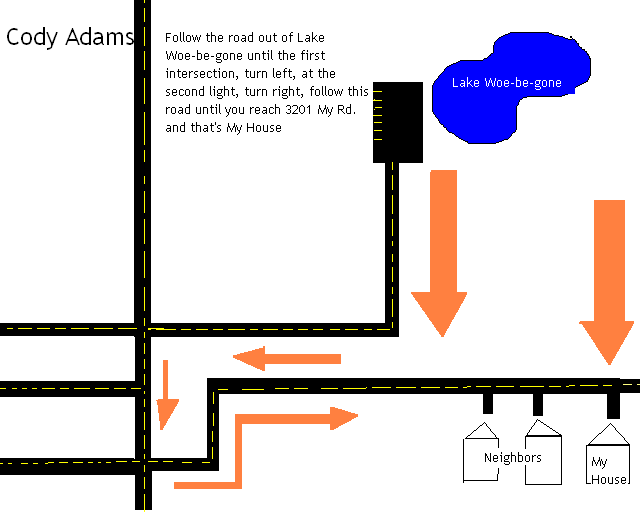 Cody Adams
Follow the road out of Lake
Woe-be-gone until the first
intersection, turn left, at the
second light, turn right, follow this
road until you reach 3201 My Rd.
and that's My House
Lake Woe-be-gone
Neighbors
My
House